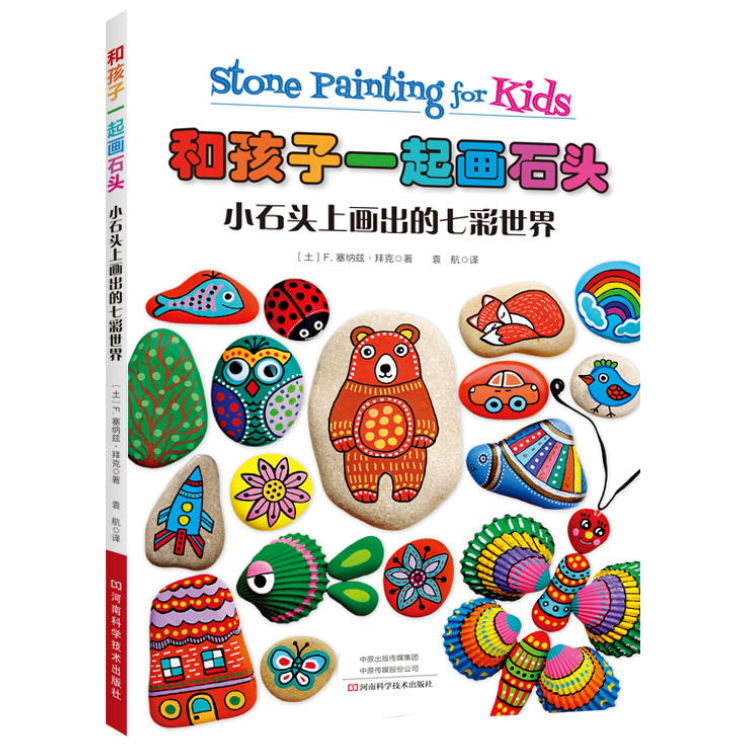 和孩子一起画石头
小石头上画出的七彩世界
[土]F.塞纳兹·拜克◎著
袁 航◎译
河南科学技术出版社
Stone Painting for Kids
和孩子一起画石头
小石头上画出的七彩世界
[土]F.塞纳兹·拜克◎著 袁 航◎译
中原出版传媒集团
中原传媒股份公司
河南科学技术出版社